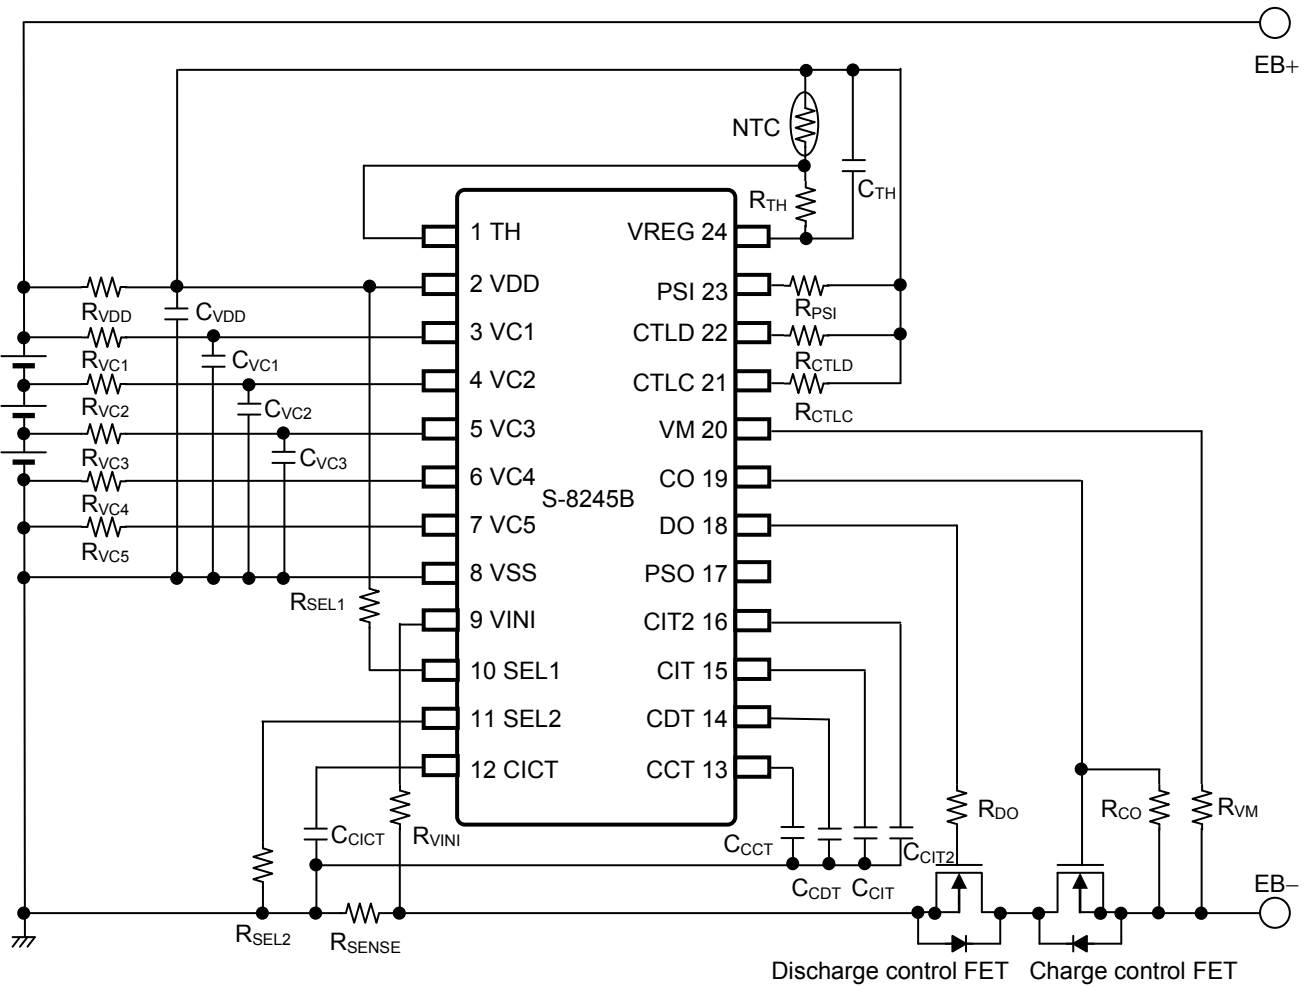 EB+
NTC
CTH
RTH
1 TH
VREG 24
2 VDD
PSI 23
RVDD
CVDD
RPSI
3 VC1
CTLD 22
RVC1
CVC1
RCTLD
4 VC2
CTLC 21
RVC2
CVC2
RCTLC
5 VC3
VM 20
RVC3
CVC3
6 VC4
CO 19
S-8245B
RVC4
7 VC5
DO 18
RVC5
8 VSS
PSO 17
RSEL1
9 VINI
CIT2 16
10 SEL1
CIT 15
11 SEL2
CDT 14
12 CICT
CCT 13
RDO
RCO
RVM
CCICT
RVINI
CCCT
CCIT2
CCDT
CCIT
EB−
RSEL2
RSENSE
Discharge control FET
Charge control FET